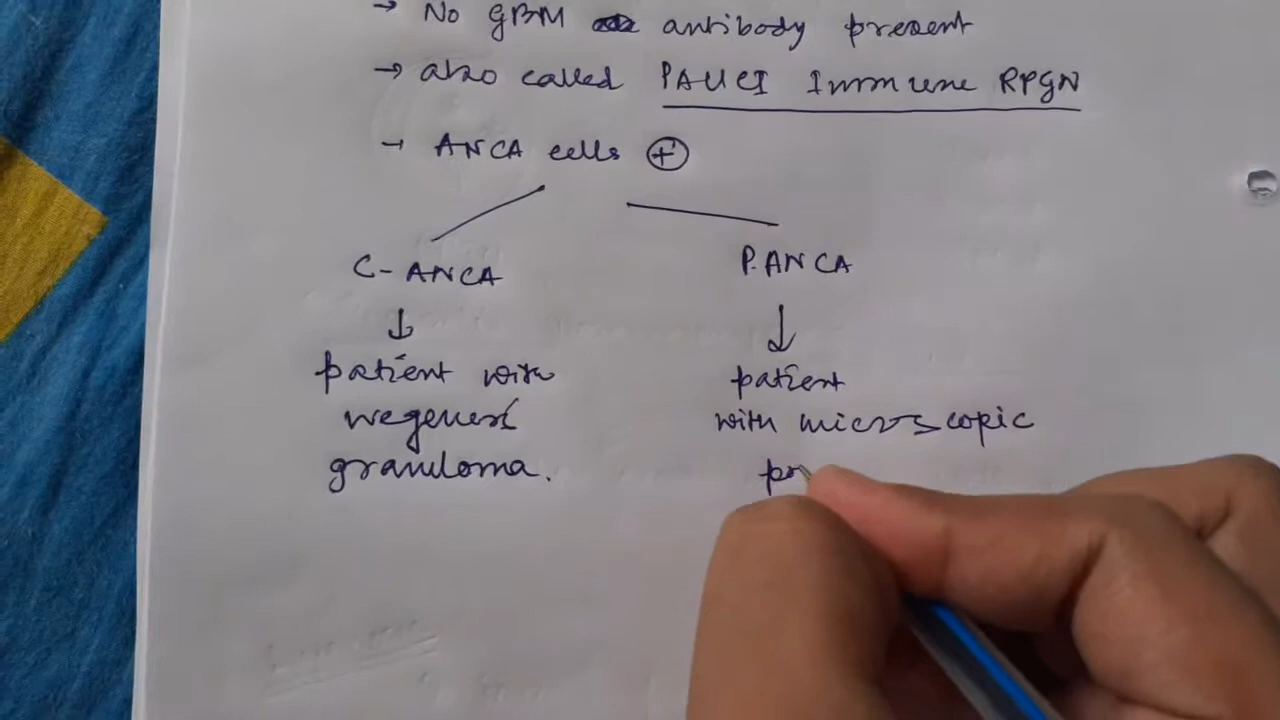 → No GBM antibody present
→ also called PAUCI Immune RPGN
→ ANCA cells +
C-ANCA
P.ANCA
↓
↓
patient with
wegeners
granuloma.
patient
with microscopic
po